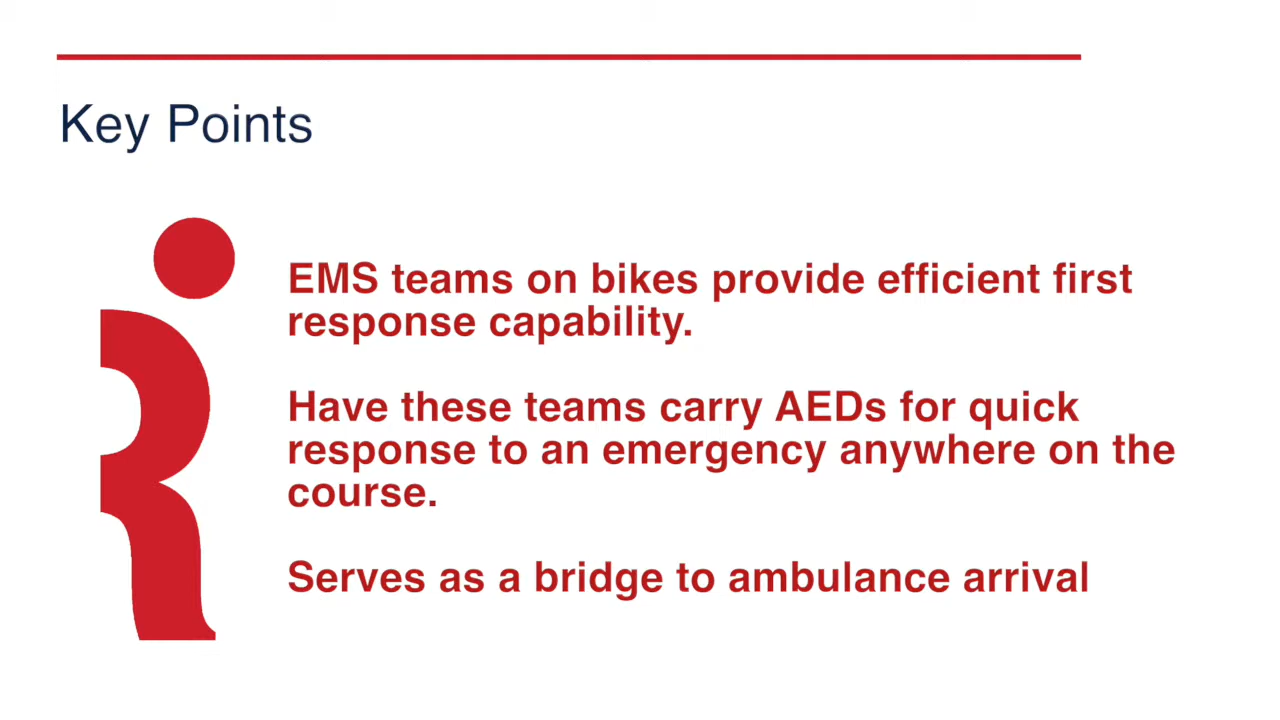 Key Points
EMS teams on bikes provide efficient first
response capability.
Have these teams carry AEDs for quick
response to an emergency anywhere on the
course.
Serves as a bridge to ambulance arrival